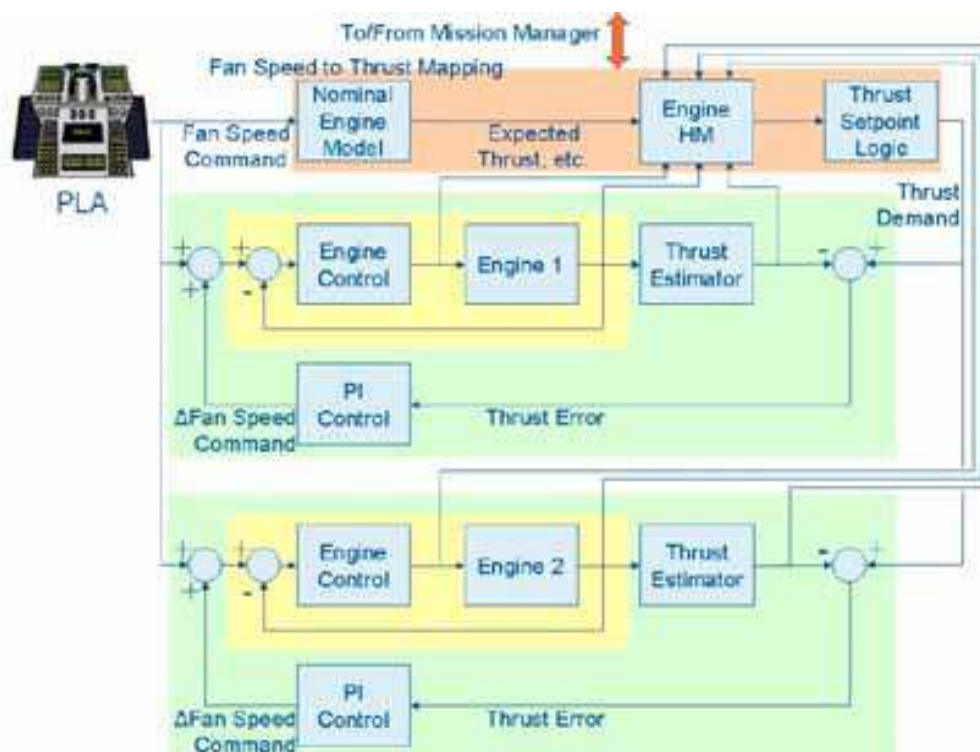 To/From Mission Manager
Fan Speed to Thrust Mapping
Nominal
Engine
Model
Engine
HM
Thrust
Setpoint
Logic
Fan Speed
Command
Expected
Thrust, etc
PLA
Thrust
Demand
+
+
-
+
Engine
Control
Engine 1
Thrust
Estimator
+
-
PI
Control
ΔFan Speed
Command
Thrust Error
+
+
-
+
Engine
Control
Engine 2
Thrust
Estimator
+
-
PI
Control
ΔFan Speed
Command
Thrust Error